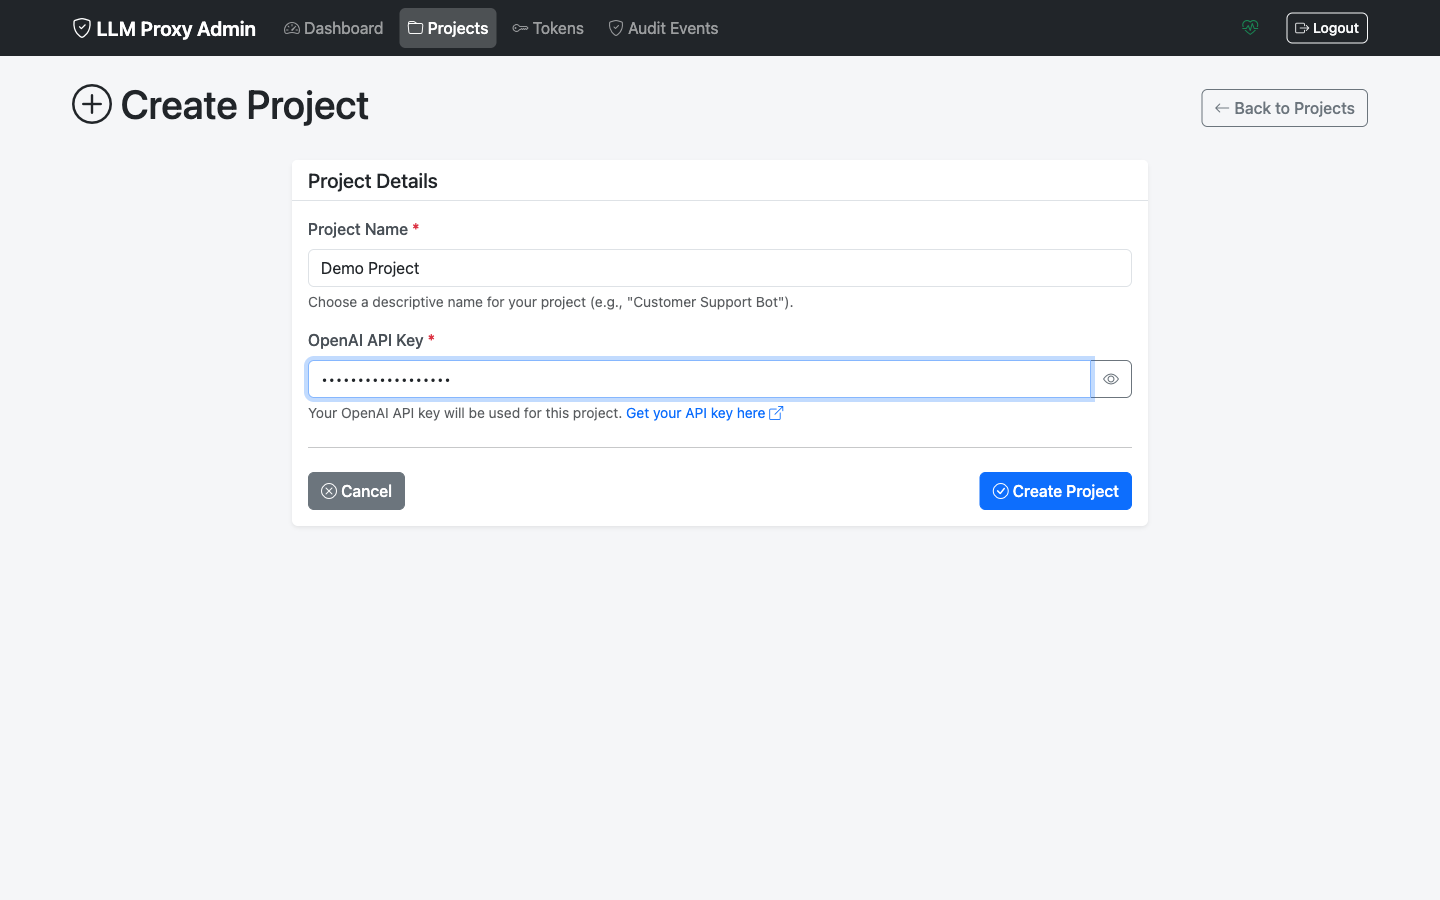 LLM Proxy Admin Dashboard Projects Tokens Audit Events Logout
Create Project
Back to Projects
Project Details
Project Name *
Demo Project
Choose a descriptive name for your project (e.g., "Customer Support Bot").
OpenAI API Key *
••••••••••••••••••
Your OpenAI API key will be used for this project. Get your API key here
Cancel
Create Project